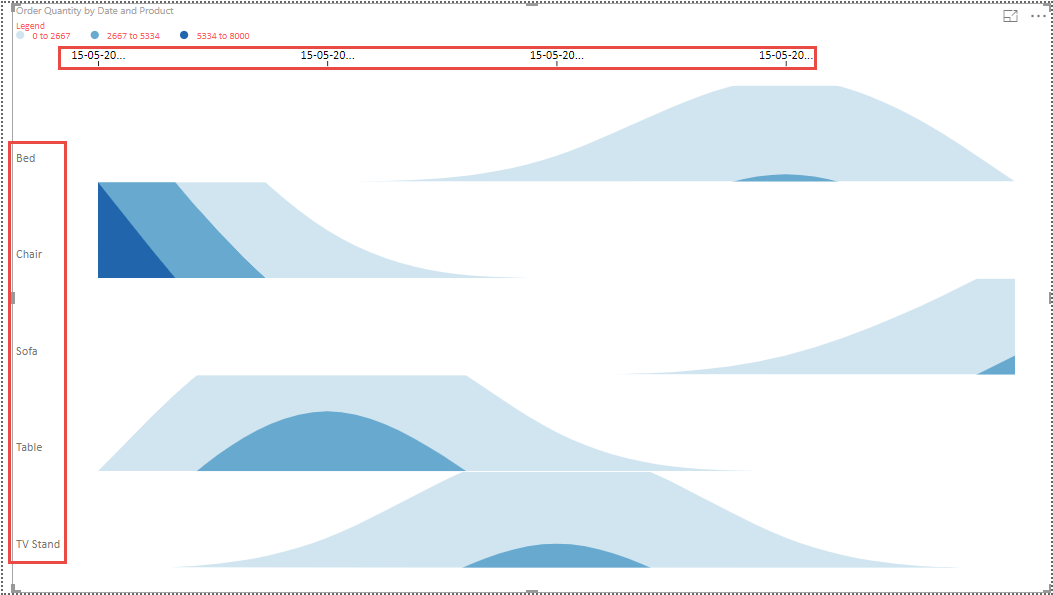 Order Quantity by Date and Product
Legend
0 to 2667 2667 to 5334 5334 to 8000
15-05-20... 15-05-20... 15-05-20... 15-05-20...
Bed
Chair
Sofa
Table
TV Stand